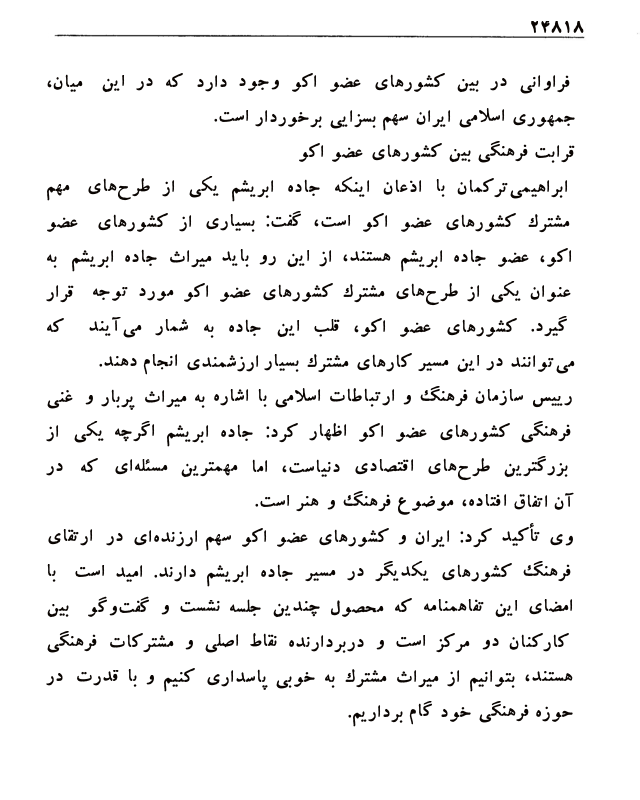 ۲۴۸۱۸
فراوانی در بین کشورهای عضو اکو وجود دارد که در این میان،
جمهوری اسلامی ایران سهم بسزایی برخوردار است.
قرابت فرهنگی بین کشورهای عضو اکو
ابراهیمی‌ترکمان با اذعان اینکه جاده ابریشم یکی از طرح‌های مهم
مشترك کشورهای عضو اکو است، گفت: بسیاری از کشورهای عضو
اکو، عضو جاده ابریشم هستند، از این رو باید میراث جاده ابریشم به
عنوان یکی از طرح‌های مشترك کشورهای عضو اکو مورد توجه قرار
گیرد. کشورهای عضو اکو، قلب این جاده به شمار می‌آیند که
می‌توانند در این مسیر کارهای مشترك بسیار ارزشمندی انجام دهند.
رییس سازمان فرهنگ و ارتباطات اسلامی با اشاره به میراث پربار و غنی
فرهنگی کشورهای عضو اکو اظهار کرد: جاده ابریشم اگرچه یکی از
بزرگترین طرح‌های اقتصادی دنیاست، اما مهمترین مسئله‌ای که در
آن اتفاق افتاده، موضوع فرهنگ و هنر است.
وی تأکید کرد: ایران و کشورهای عضو اکو سهم ارزنده‌ای در ارتقای
فرهنگ کشورهای یکدیگر در مسیر جاده ابریشم دارند. امید است با
امضای این تفاهمنامه که محصول چندین جلسه نشست و گفت‌وگو بین
کارکنان دو مرکز است و دربردارنده نقاط اصلی و مشترکات فرهنگی
هستند، بتوانیم از میراث مشترك به خوبی پاسداری کنیم و با قدرت در
حوزه فرهنگی خود گام برداریم.